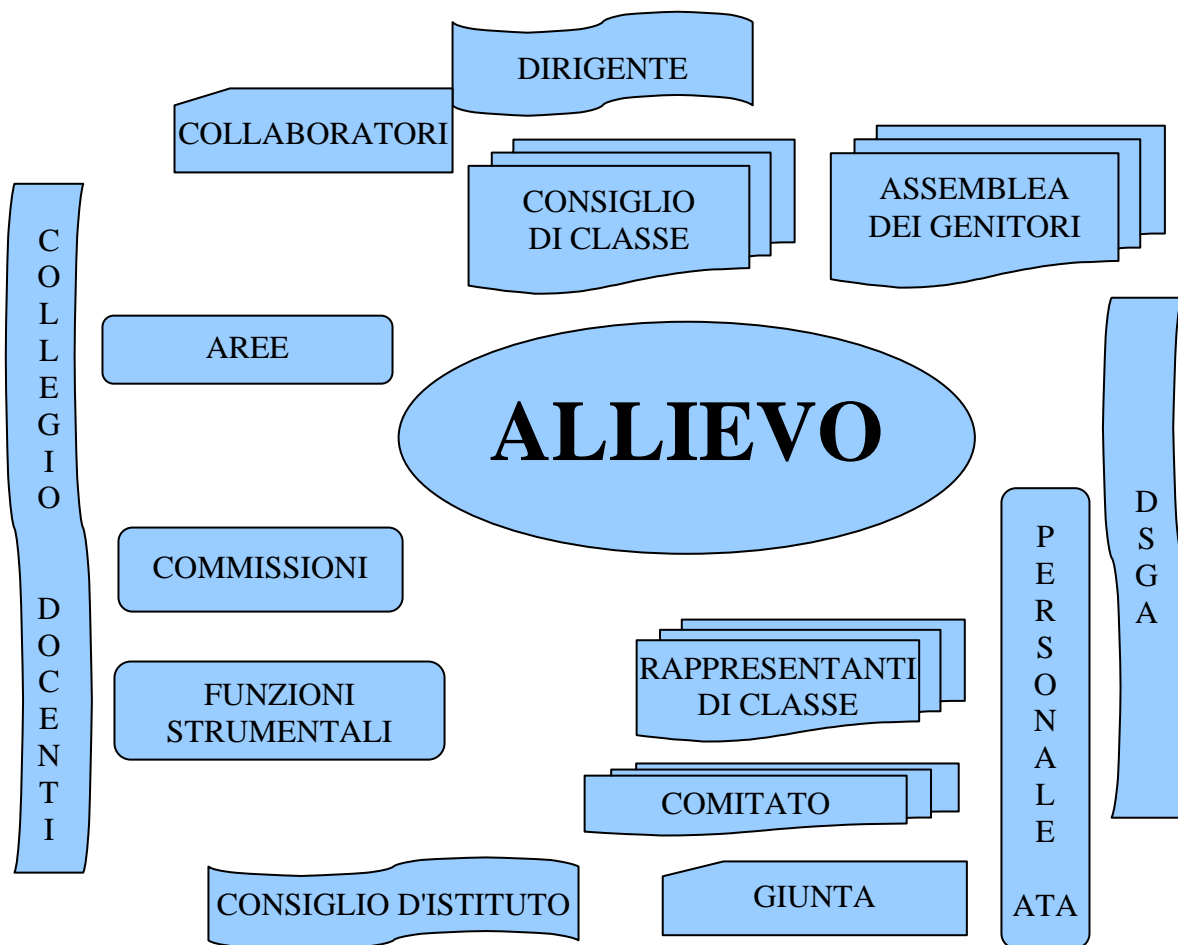 DIRIGENTE
COLLABORATORI
CONSIGLIO
DI CLASSE
ASSEMBLEA
DEI GENITORI
COLLEGIO DOCENTI
AREE
ALLIEVO
COMMISSIONI
FUNZIONI
STRUMENTALI
DSGA
PERSONALE ATA
RAPPRESENTANTI
DI CLASSE
COMITATO
CONSIGLIO D'ISTITUTO
GIUNTA